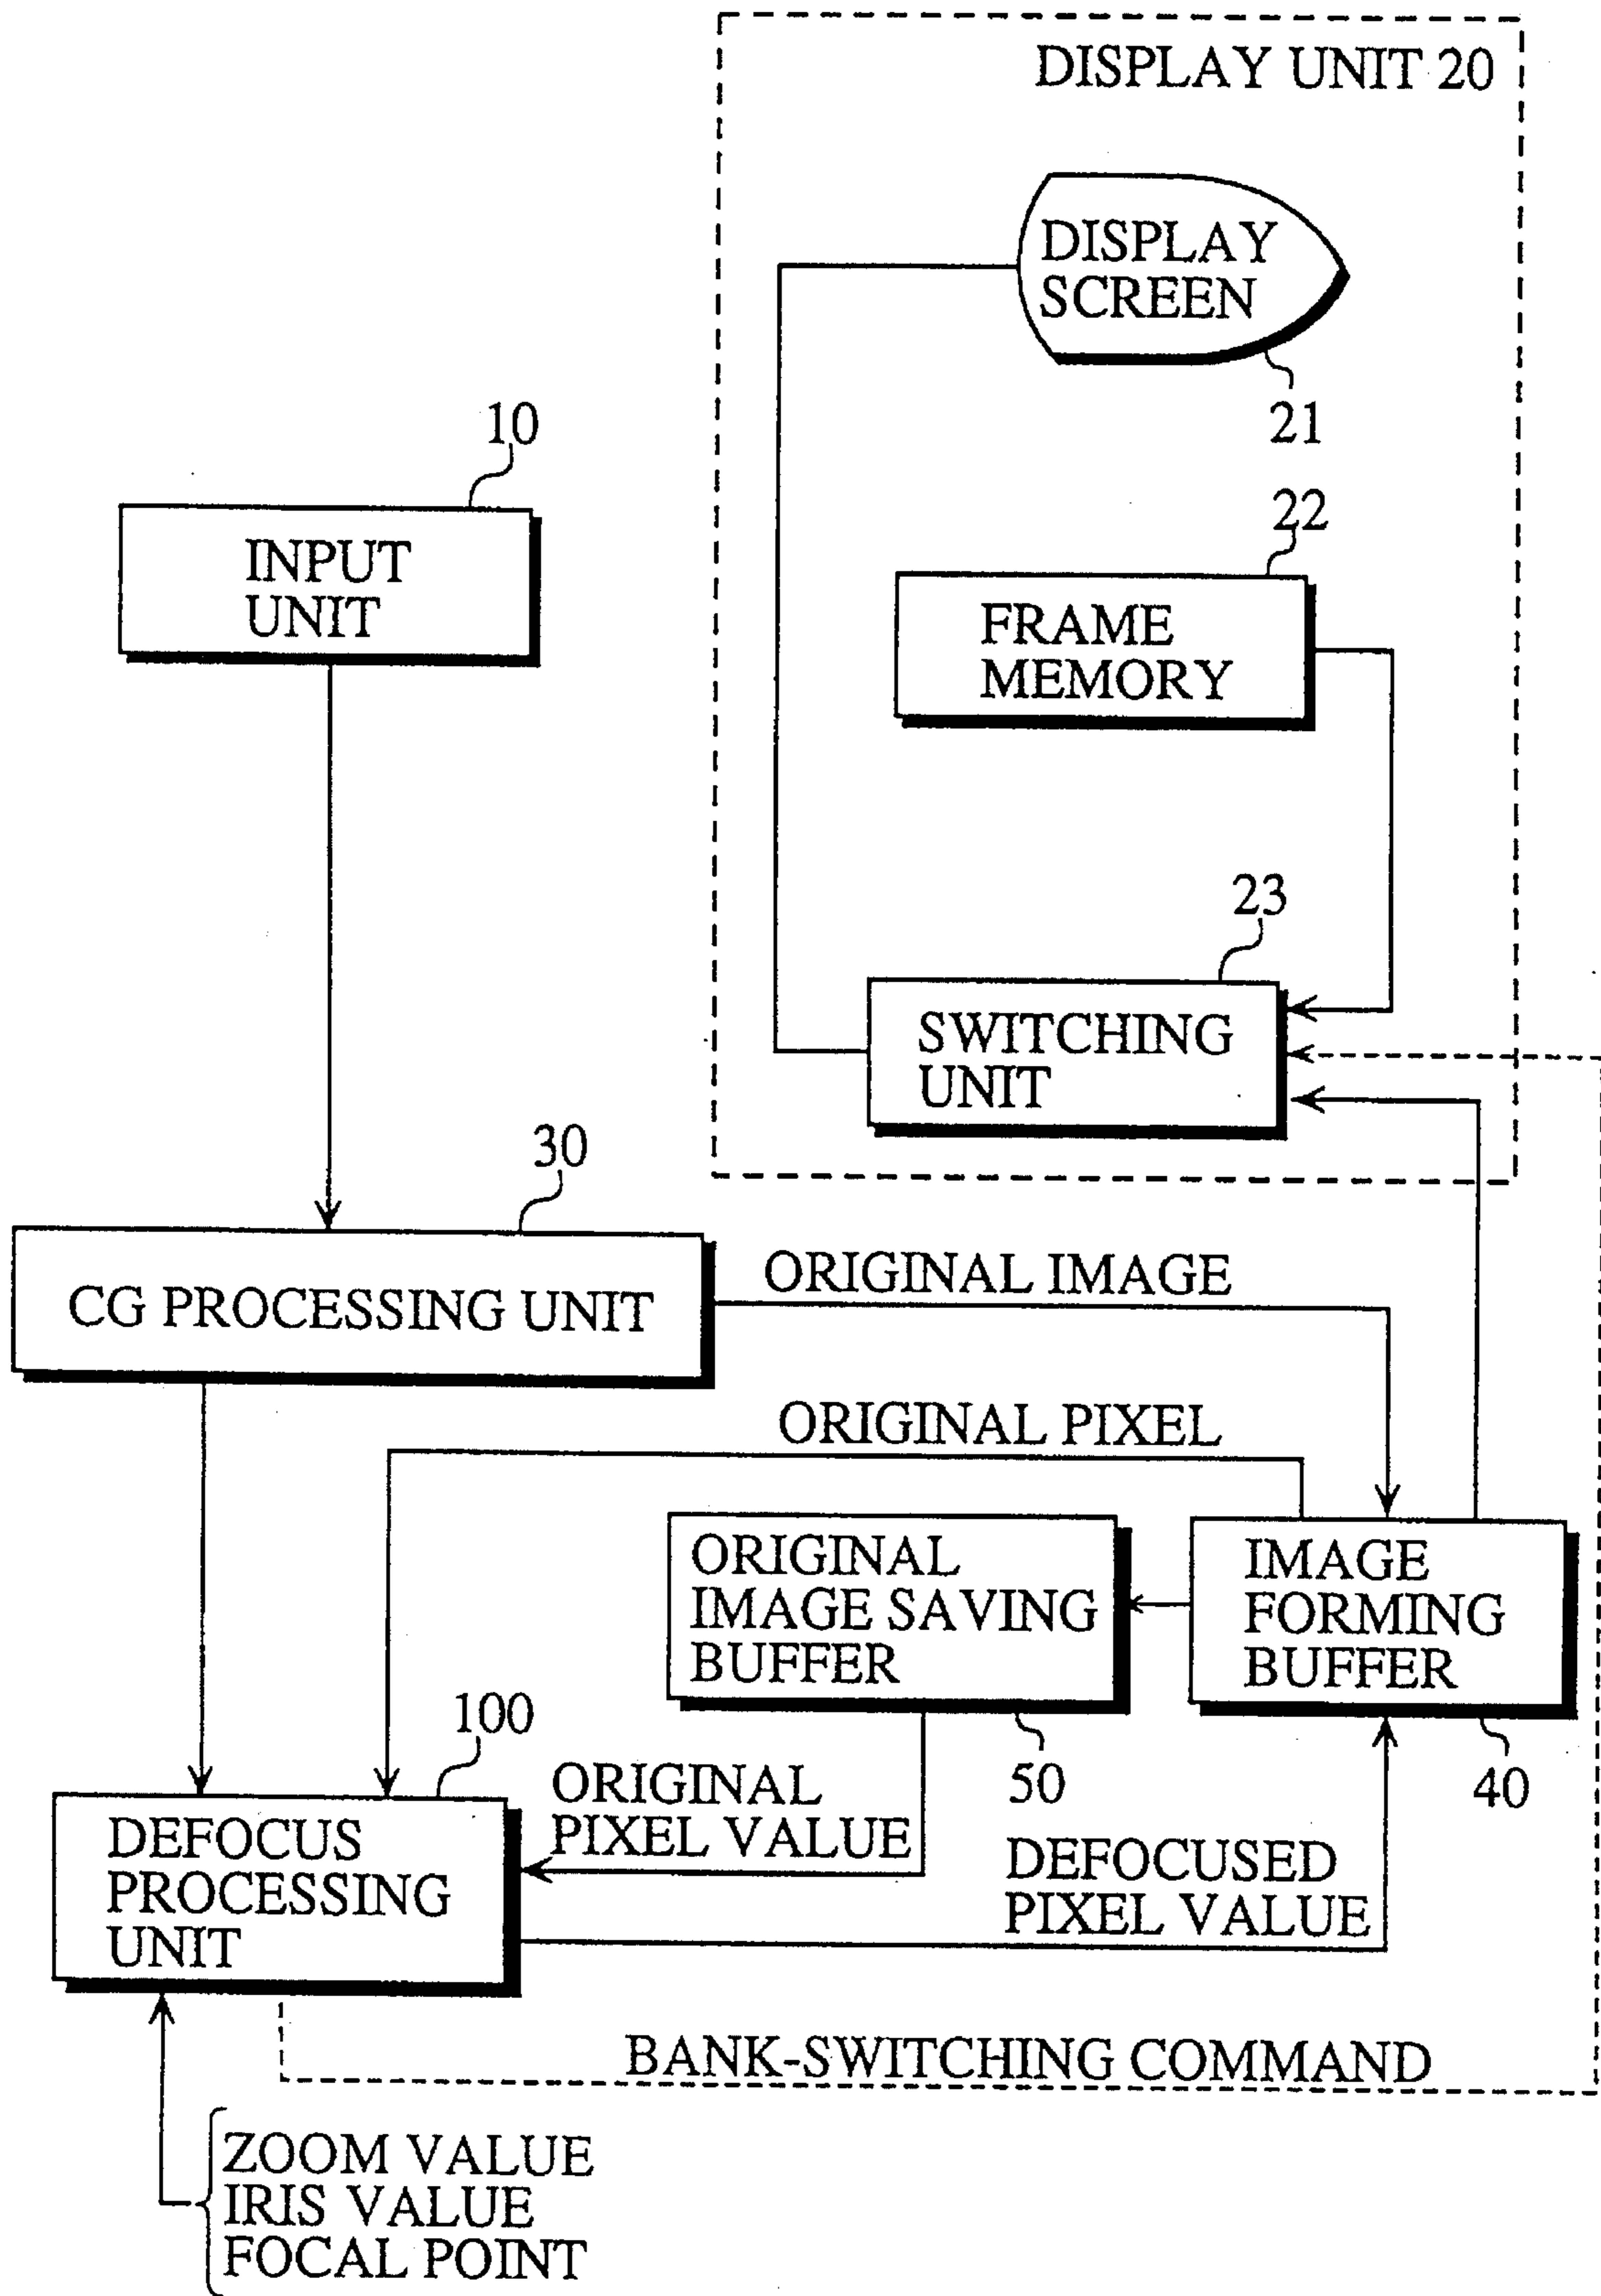 DISPLAY UNIT 20
DISPLAY
SCREEN
21
10
INPUT
UNIT
22
FRAME
MEMORY
23
SWITCHING
UNIT
30
CG PROCESSING UNIT
ORIGINAL IMAGE
ORIGINAL PIXEL
ORIGINAL
IMAGE SAVING
BUFFER
IMAGE
FORMING
BUFFER
100
50
40
ORIGINAL
PIXEL VALUE
DEFOCUS
PROCESSING
UNIT
DEFOCUSED
PIXEL VALUE
BANK-SWITCHING COMMAND
ZOOM VALUE
IRIS VALUE
FOCAL POINT